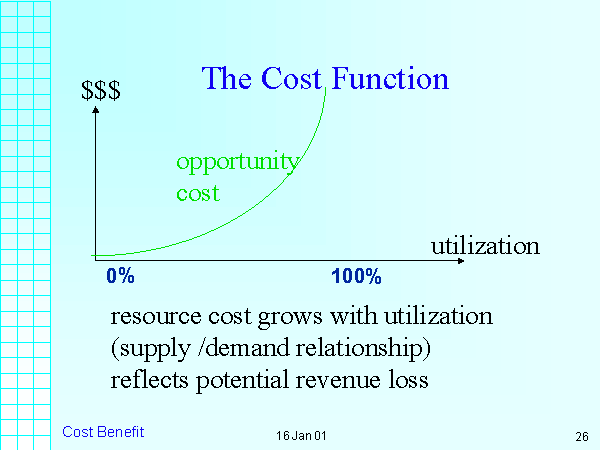 The Cost Function
$$$
opportunity
cost
utilization
0%
100%
resource cost grows with utilization
(supply /demand relationship)
reflects potential revenue loss
Cost Benefit
16 Jan 01
26